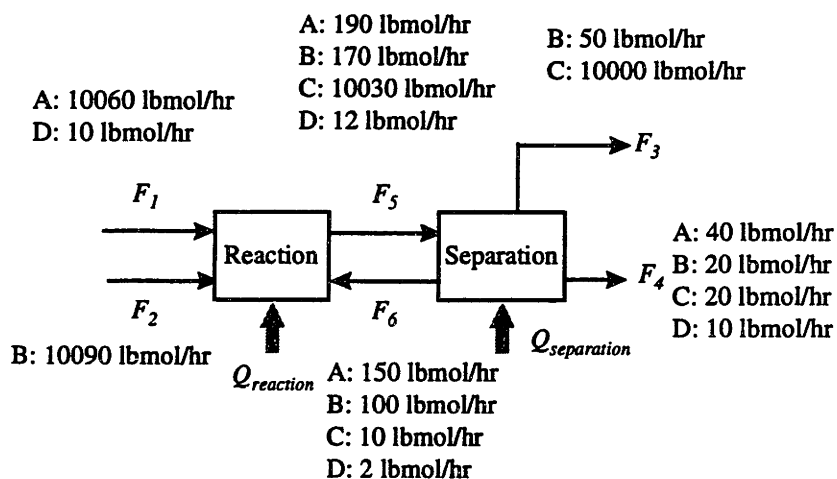 A: 190 lbmol/hr
B: 170 lbmol/hr
C: 10030 lbmol/hr
D: 12 lbmol/hr
B: 50 lbmol/hr
C: 10000 lbmol/hr
A: 10060 lbmol/hr
D: 10 lbmol/hr
F3
F1
F5
Reaction
Separation
A: 40 lbmol/hr
B: 20 lbmol/hr
C: 20 lbmol/hr
D: 10 lbmol/hr
F4
F2
F6
B: 10090 lbmol/hr
Qreaction
Qseparation
A: 150 lbmol/hr
B: 100 lbmol/hr
C: 10 lbmol/hr
D: 2 lbmol/hr